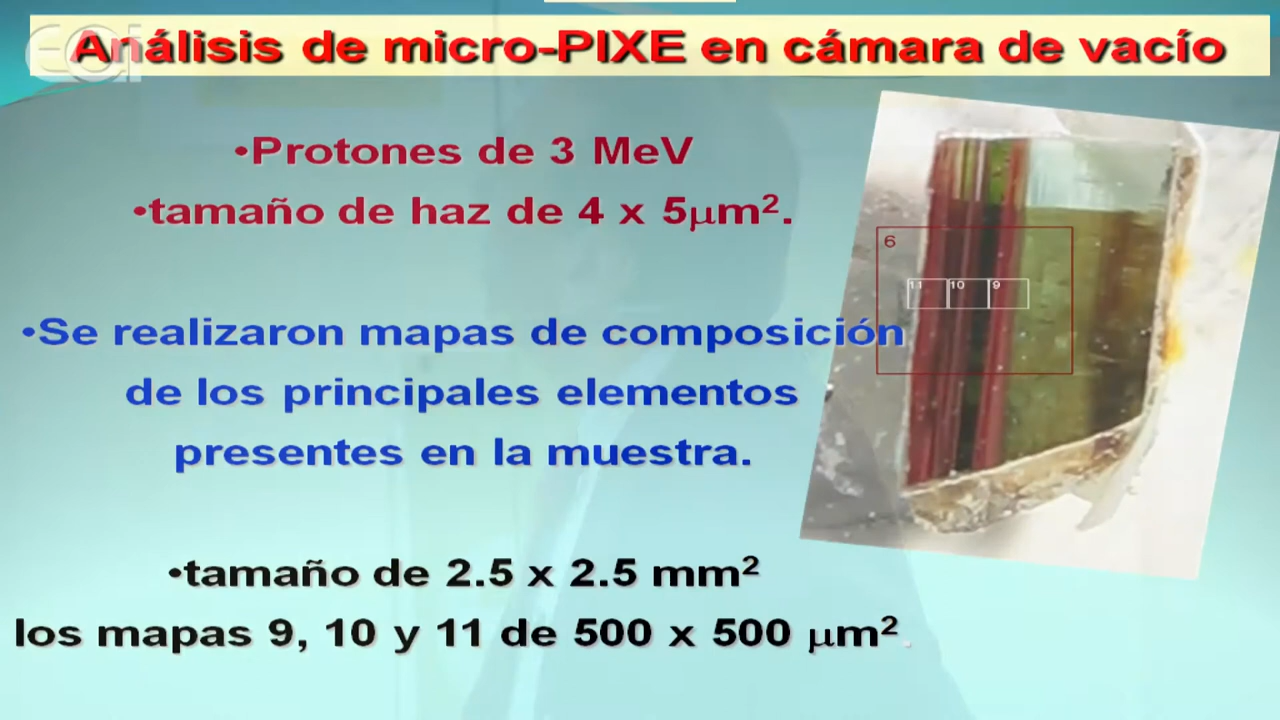 Análisis de micro-PIXE en cámara de vacío
eai
•Protones de 3 MeV
•tamaño de haz de 4 x 5μm².
•Se realizaron mapas de composición
de los principales elementos
presentes en la muestra.
•tamaño de 2.5 x 2.5 mm²
los mapas 9, 10 y 11 de 500 x 500 μm².
6
11 10 9